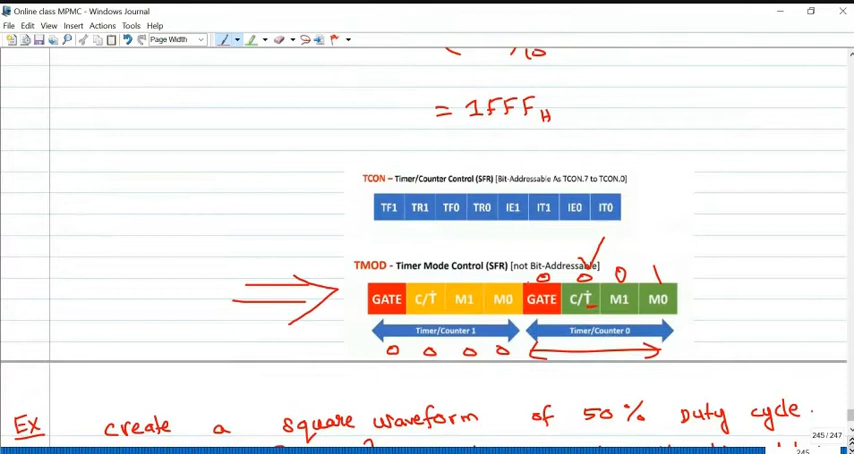 Online class MPMC - Windows Journal
File Edit View Insert Actions Tools Help
Page Width
= 1FFF H
TCON – Timer/Counter Control (SFR) [Bit-Addressable As TCON.7 to TCON.0]
TF1 TR1 TF0 TR0 IE1 IT1 IE0 IT0
TMOD - Timer Mode Control (SFR) [not Bit-Addressable]
0 0 0 1
GATE C/T̅ M1 M0 GATE C/T̅ M1 M0
Timer/Counter 1 Timer/Counter 0
0 0 0 0
Ex create a square waveform of 50% Duty cycle.
245 / 247
245